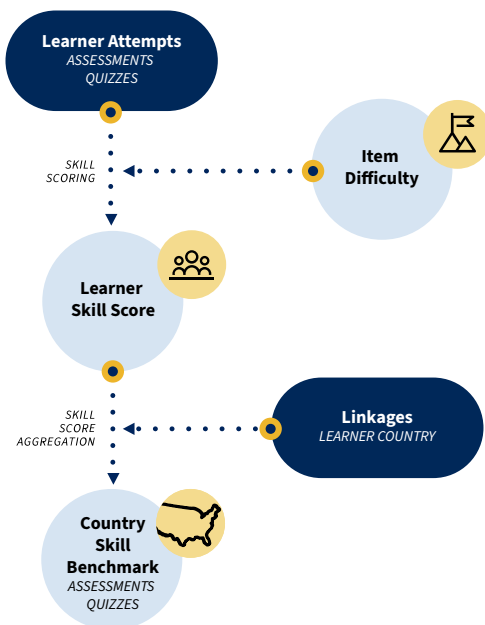 Learner Attempts
ASSESSMENTS
QUIZZES
SKILL
SCORING
Item
Difficulty
Learner
Skill Score
SKILL
SCORE
AGGREGATION
Linkages
LEARNER COUNTRY
Country
Skill
Benchmark
ASSESSMENTS
QUIZZES